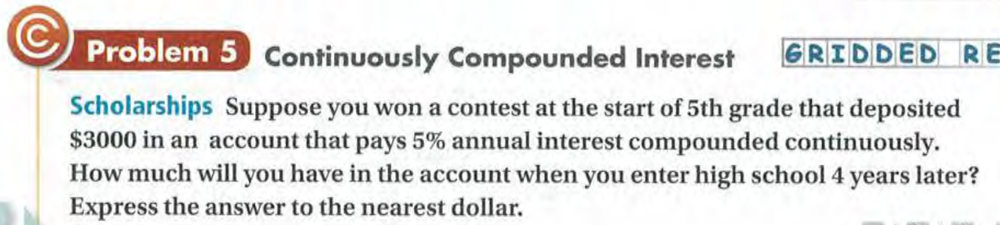 © Problem 5 Continuously Compounded Interest GRIDDED RE
Scholarships Suppose you won a contest at the start of 5th grade that deposited
$3000 in an account that pays 5% annual interest compounded continuously.
How much will you have in the account when you enter high school 4 years later?
Express the answer to the nearest dollar.